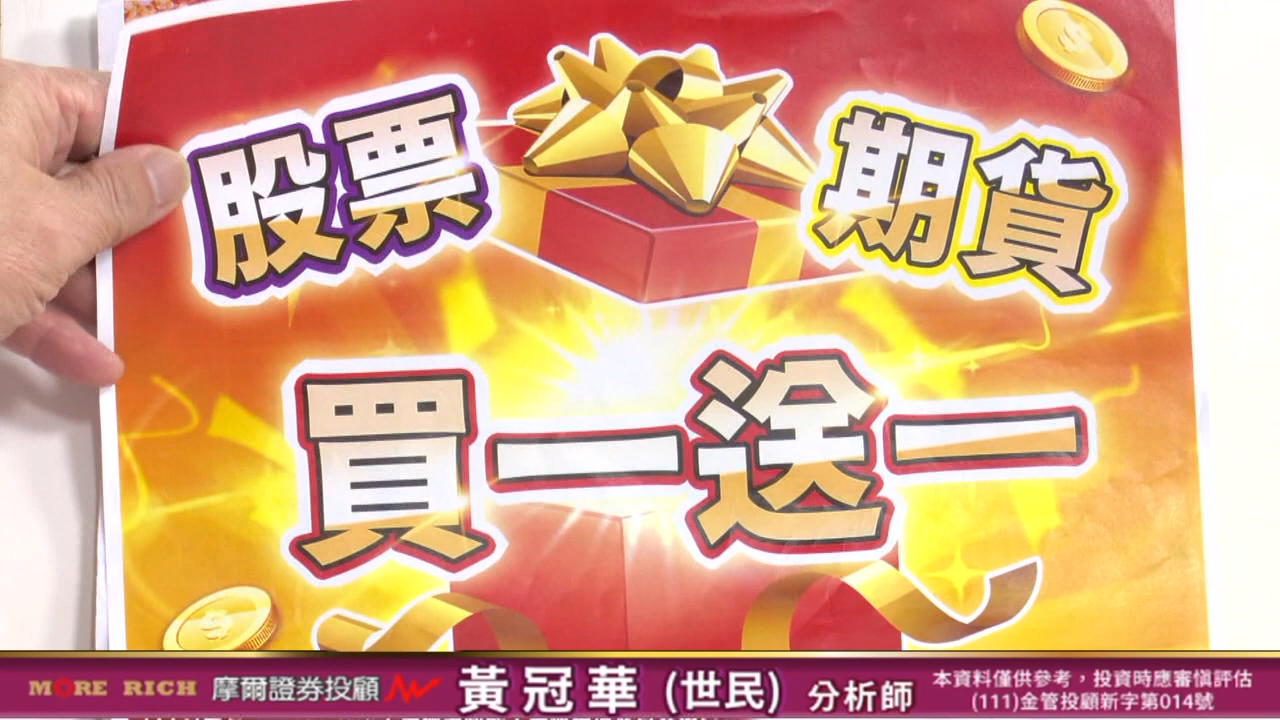 股票
期貨
買一送一
MORE RICH 摩爾證券投顧
黃冠華 (世民) 分析師
本資料僅供參考，投資時應審慎評估
(111)金管投顧新字第014號